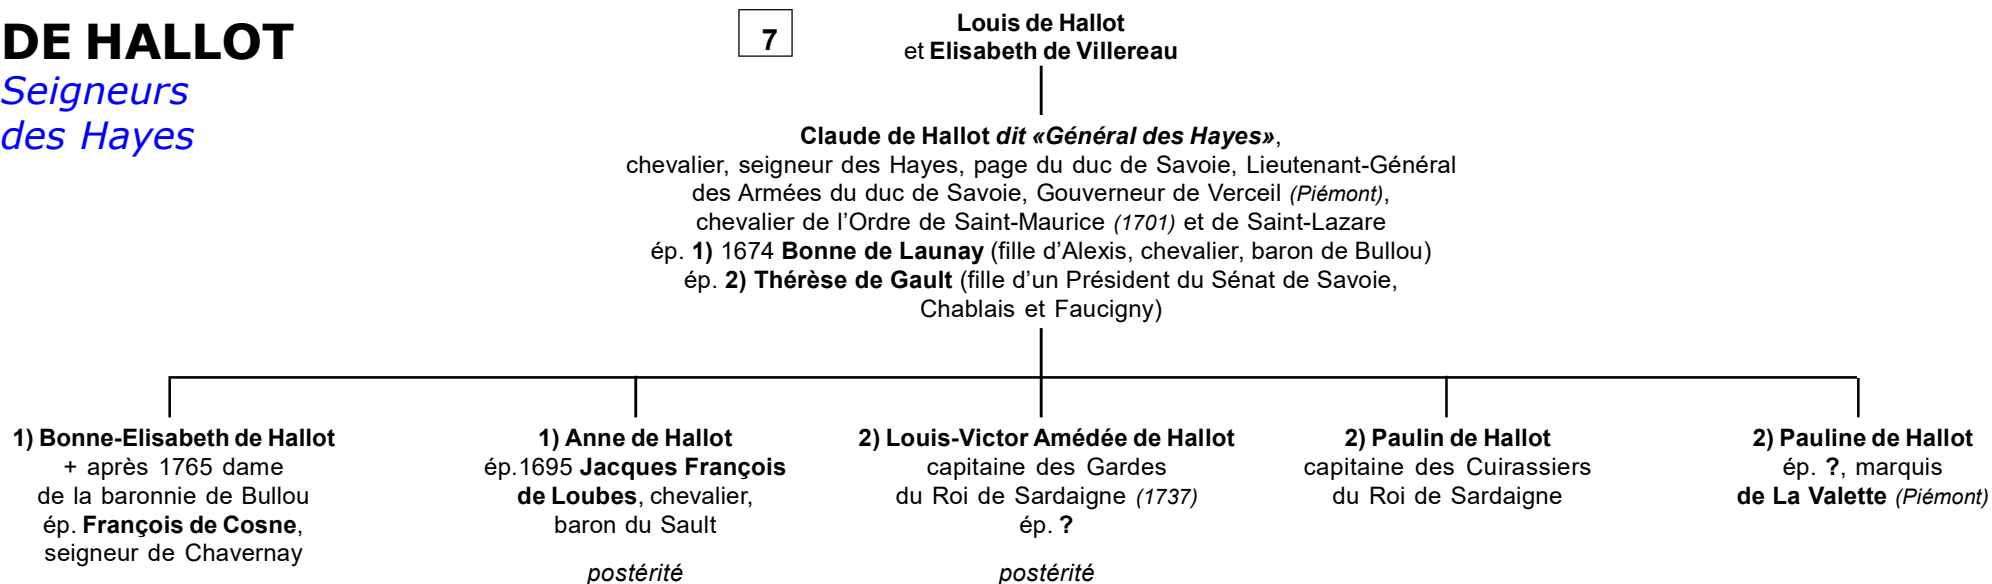 DE HALLOT
Seigneurs
des Hayes
7
Louis de Hallot
et Elisabeth de Villereau
Claude de Hallot dit «Général des Hayes»,
chevalier, seigneur des Hayes, page du duc de Savoie, Lieutenant-Général
des Armées du duc de Savoie, Gouverneur de Verceil (Piémont),
chevalier de l'Ordre de Saint-Maurice (1701) et de Saint-Lazare
ép. 1) 1674 Bonne de Launay (fille d'Alexis, chevalier, baron de Bullou)
ép. 2) Thérèse de Gault (fille d'un Président du Sénat de Savoie,
Chablais et Faucigny)
1) Bonne-Elisabeth de Hallot
+ après 1765 dame
de la baronnie de Bullou
ép. François de Cosne,
seigneur de Chavernay
1) Anne de Hallot
ép.1695 Jacques François
de Loubes, chevalier,
baron du Sault
postérité
2) Louis-Victor Amédée de Hallot
capitaine des Gardes
du Roi de Sardaigne (1737)
ép. ?
postérité
2) Paulin de Hallot
capitaine des Cuirassiers
du Roi de Sardaigne
2) Pauline de Hallot
ép. ?, marquis
de La Valette (Piémont)